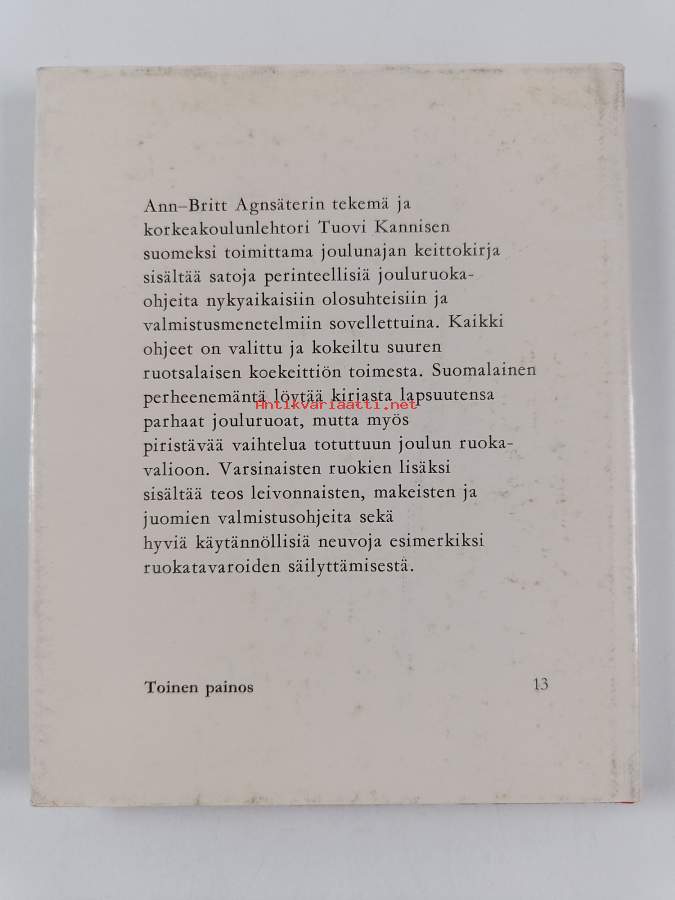 Ann–Britt Agnsäterin tekemä ja
korkeakoulunlehtori Tuovi Kannisen
suomeksi toimittama joulunajan keittokirja
sisältää satoja perinteellisiä jouluruoka-
ohjeita nykyaikaisiin olosuhteisiin ja
valmistusmenetelmiin sovellettuina. Kaikki
ohjeet on valittu ja kokeiltu suuren
ruotsalaisen koekeittiön toimesta. Suomalainen
perheenemäntä löytää kirjasta lapsuutensa
Antikvariaatti.net
parhaat jouluruoat, mutta myös
piristävää vaihtelua totuttuun joulun ruoka-
valioon. Varsinaisten ruokien lisäksi
sisältää teos leivonnaisten, makeisten ja
juomien valmistusohjeita sekä
hyviä käytännöllisiä neuvoja esimerkiksi
ruokatavaroiden säilyttämisestä.
Toinen painos 13